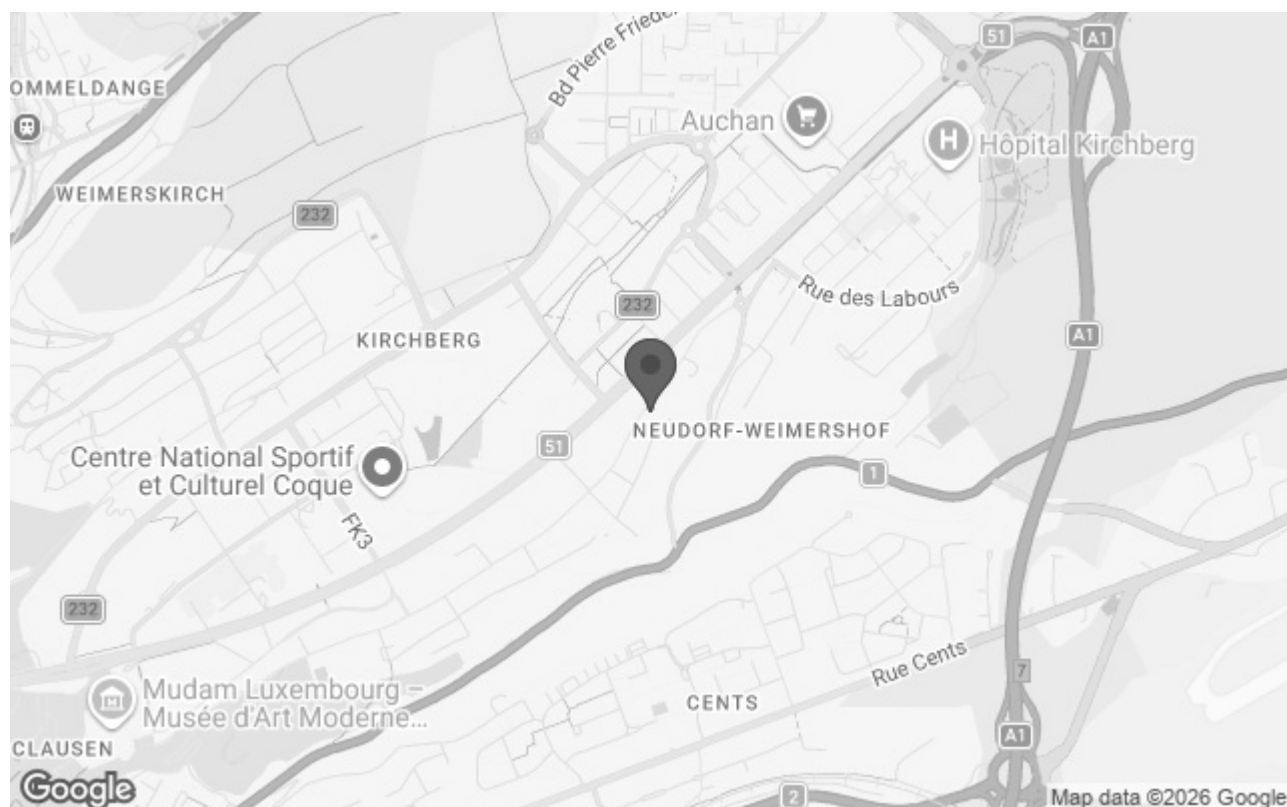 51
A1
Bd Pierre Frieder
OMMELDANGE
Auchan
H
Hôpital Kirchberg
WEIMERSKIRCH
232
Rue des Labours
232
KIRCHBERG
A1
NEUDORF-WEIMERSHOF
51
Centre National Sportif
et Culturel Coque
1
FK3
232
Rue Cents
7
Mudam Luxembourg –
Musée d'Art Moderne...
CENTS
A1
CLAUSEN
Google
2
Map data ©2026 Google